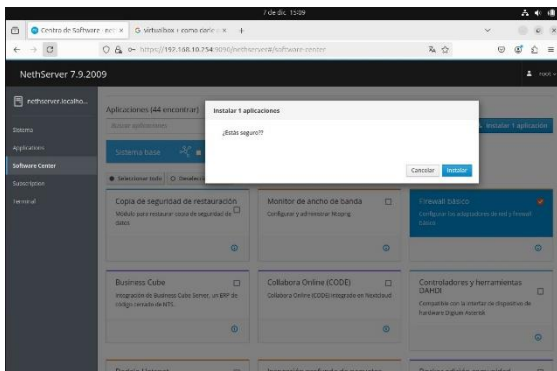 7 de dic 15:09
Centro de Software - net
G virtualbox + como darle
https://192.168.10.254:9090/nethserver#/software-center
NethServer 7.9.2009
root
nethserver.localho...
Sistema
Applications
Software Center
Subscription
Terminal
Aplicaciones (44 encontrar)
Buscar aplicaciones
Instalar 1 aplicación
Sistema base
Seleccionar todo
Instalar 1 aplicaciones
¿Estás seguro??
Cancelar
Instalar
Copia de seguridad de restauración
Módulo para restaurar copia de seguridad de datos
Monitor de ancho de banda
Configurar y administrar Ntopng
Firewall básico
Configurar los adaptadores de red y firewall básico
Business Cube
Integración de Business Cube Server, un ERP de código cerrado de NTS.
Collabora Online (CODE)
Collabora Online (CODE) integrado en Nextcloud
Controladores y herramientas DAHDI
Compatible con la interfaz de dispositivo de hardware Digium Asterisk